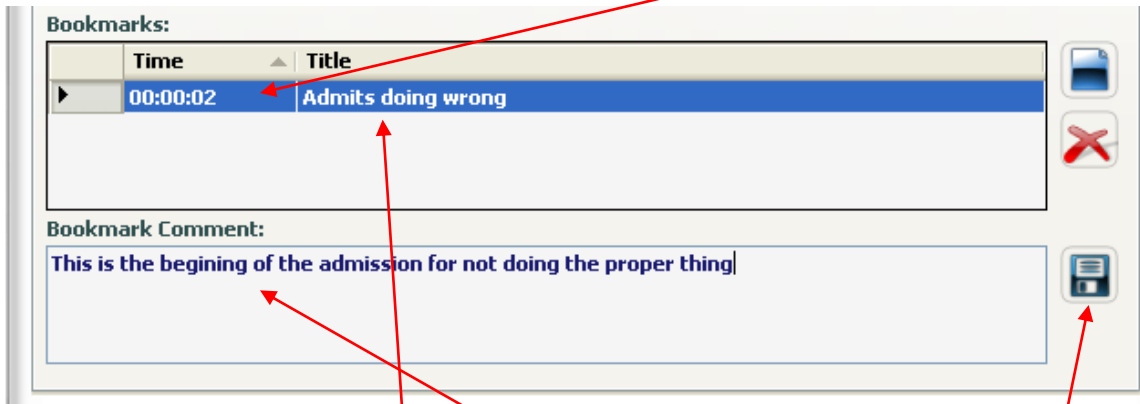 Bookmarks:
Time Title
00:00:02 Admits doing wrong
Bookmark Comment:
This is the begining of the admission for not doing the proper thing